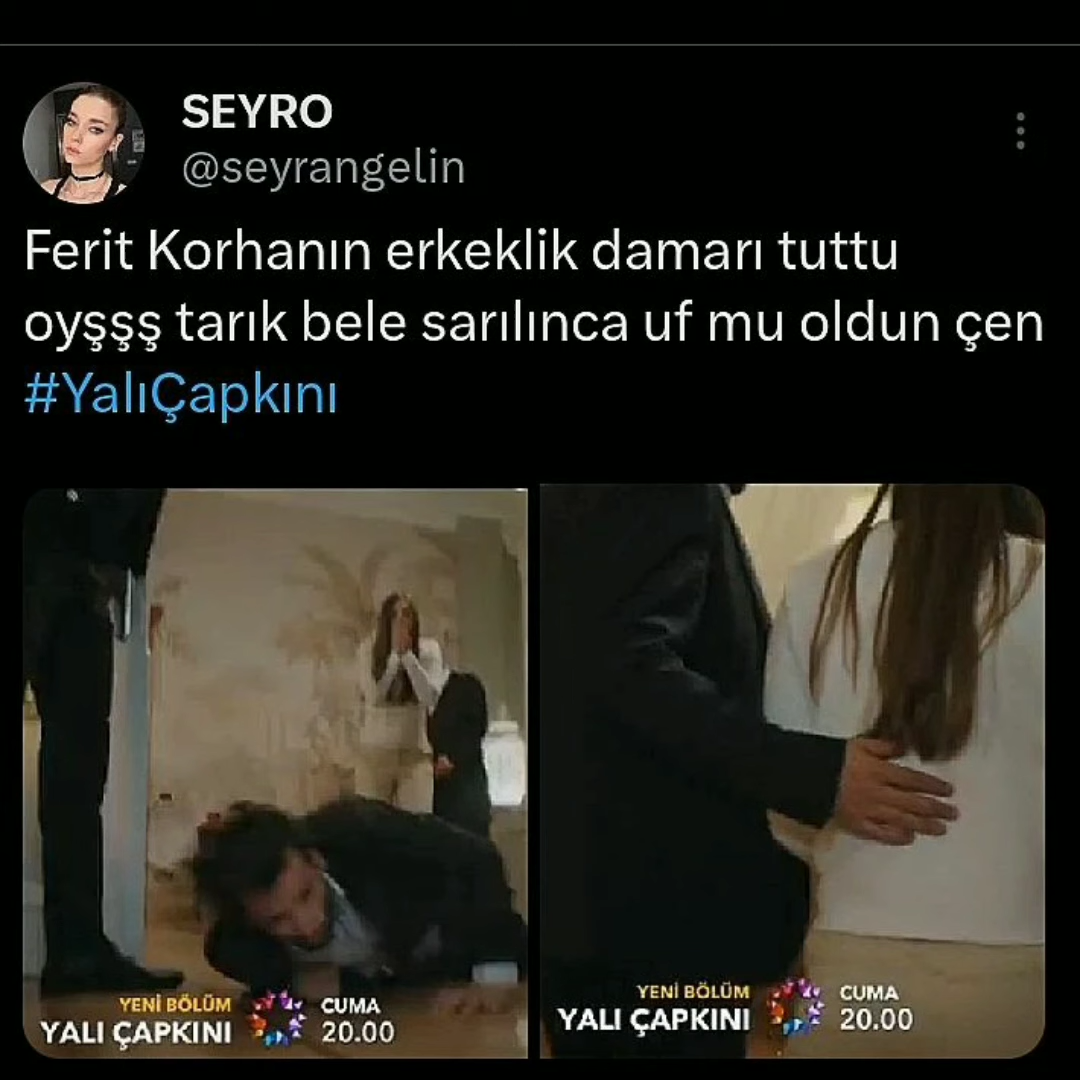 SEYRO
@seyrangelin
Ferit Korhanın erkeklik damarı tuttu
oyşşş tarık bele sarılınca uf mu oldun çen
#YalıÇapkını
YENİ BÖLÜM
YALI ÇAPKINI
CUMA
20.00
YENİ BÖLÜM
YALI ÇAPKINI
CUMA
20.00